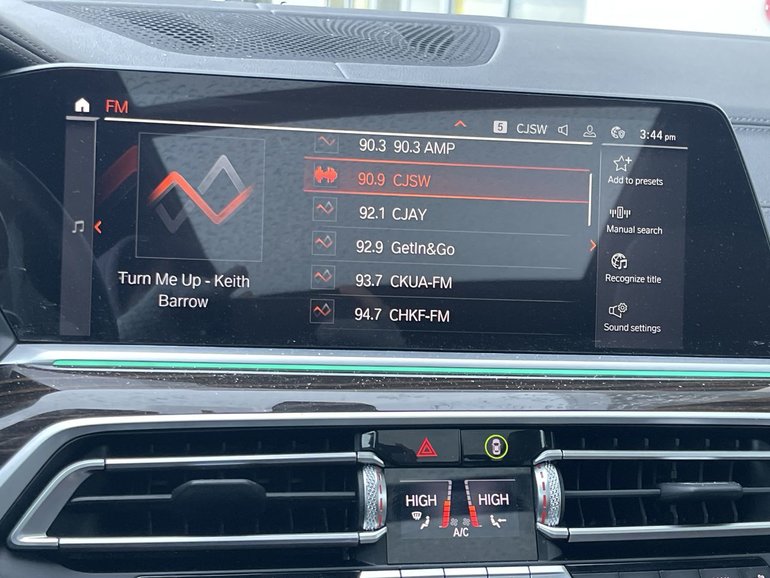 FM
5 CJSW 3:44 pm
90.3 90.3 AMP
90.9 CJSW
92.1 CJAY
92.9 GetIn&Go
93.7 CKUA-FM
94.7 CHKF-FM
Turn Me Up - Keith
Barrow
Add to presets
Manual search
Recognize title
Sound settings
HIGH HIGH
A/C